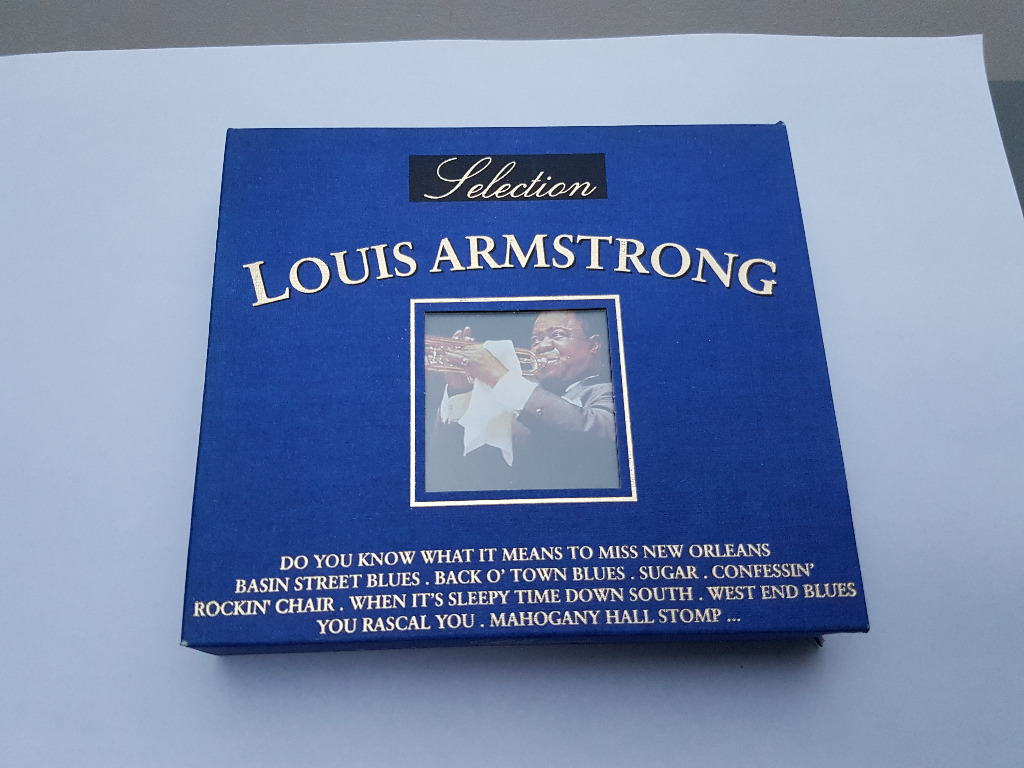 Selection
LOUIS ARMSTRONG
DO YOU KNOW WHAT IT MEANS TO MISS NEW ORLEANS
BASIN STREET BLUES . BACK O' TOWN BLUES . SUGAR . CONFESSIN'
ROCKIN' CHAIR . WHEN IT'S SLEEPY TIME DOWN SOUTH . WEST END BLUES
YOU RASCAL YOU . MAHOGANY HALL STOMP ...